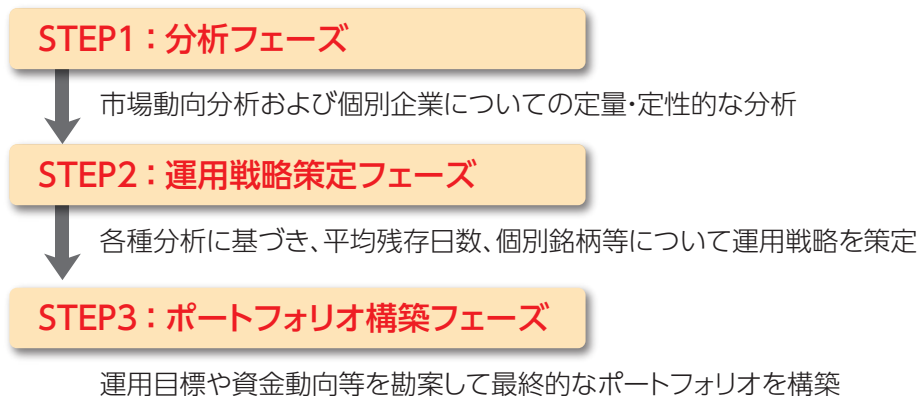 STEP1：分析フェーズ
市場動向分析および個別企業についての定量・定性的な分析
STEP2：運用戦略策定フェーズ
各種分析に基づき、平均残存日数、個別銘柄等について運用戦略を策定
STEP3：ポートフォリオ構築フェーズ
運用目標や資金動向等を勘案して最終的なポートフォリオを構築